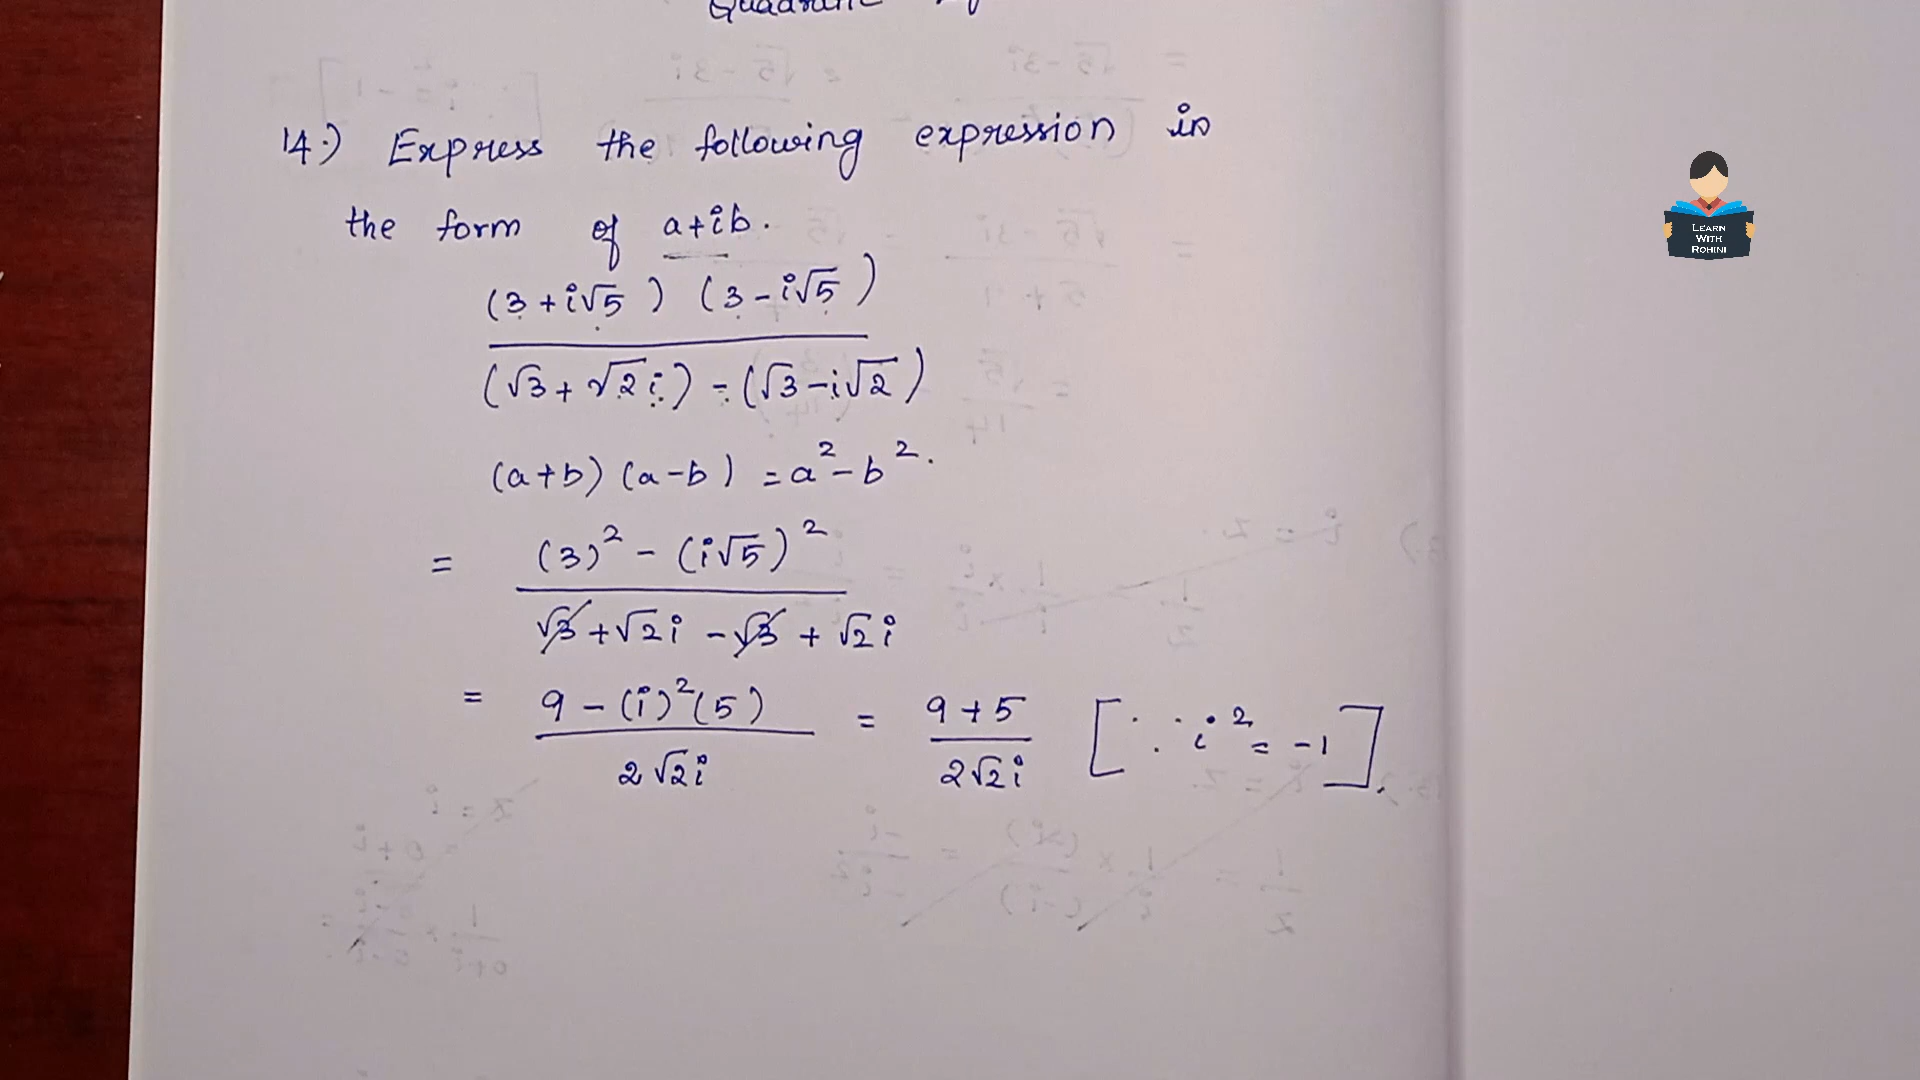 14.) Express the following expression in
the form of a+ib.
(3+i√5) (3-i√5)
(√3+√2i) - (√3-i√2)
(a+b) (a-b) = a²-b².
= (3)² - (i√5)²
√3+√2i - √3 + √2i
= 9-(i)²(5) = 9+5 [∵ i² = -1].
2√2i 2√2i
LEARN
WITH
ROHINI